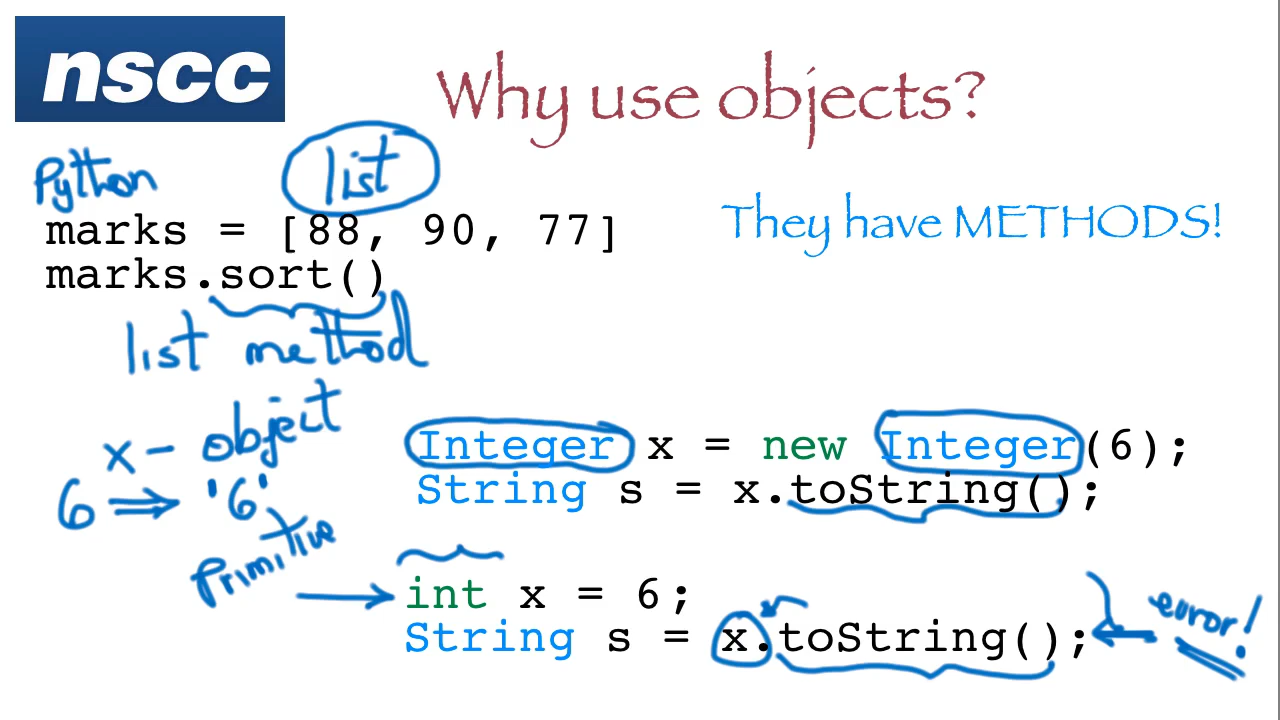 nscc
Why use objects?
Python
list
marks = [88, 90, 77]
They have METHODS!
marks.sort()
list method
x - object
Integer x = new Integer(6);
6 ⇒ '6'
String s = x.toString();
Primitive
int x = 6;
String s = x.toString();
error!